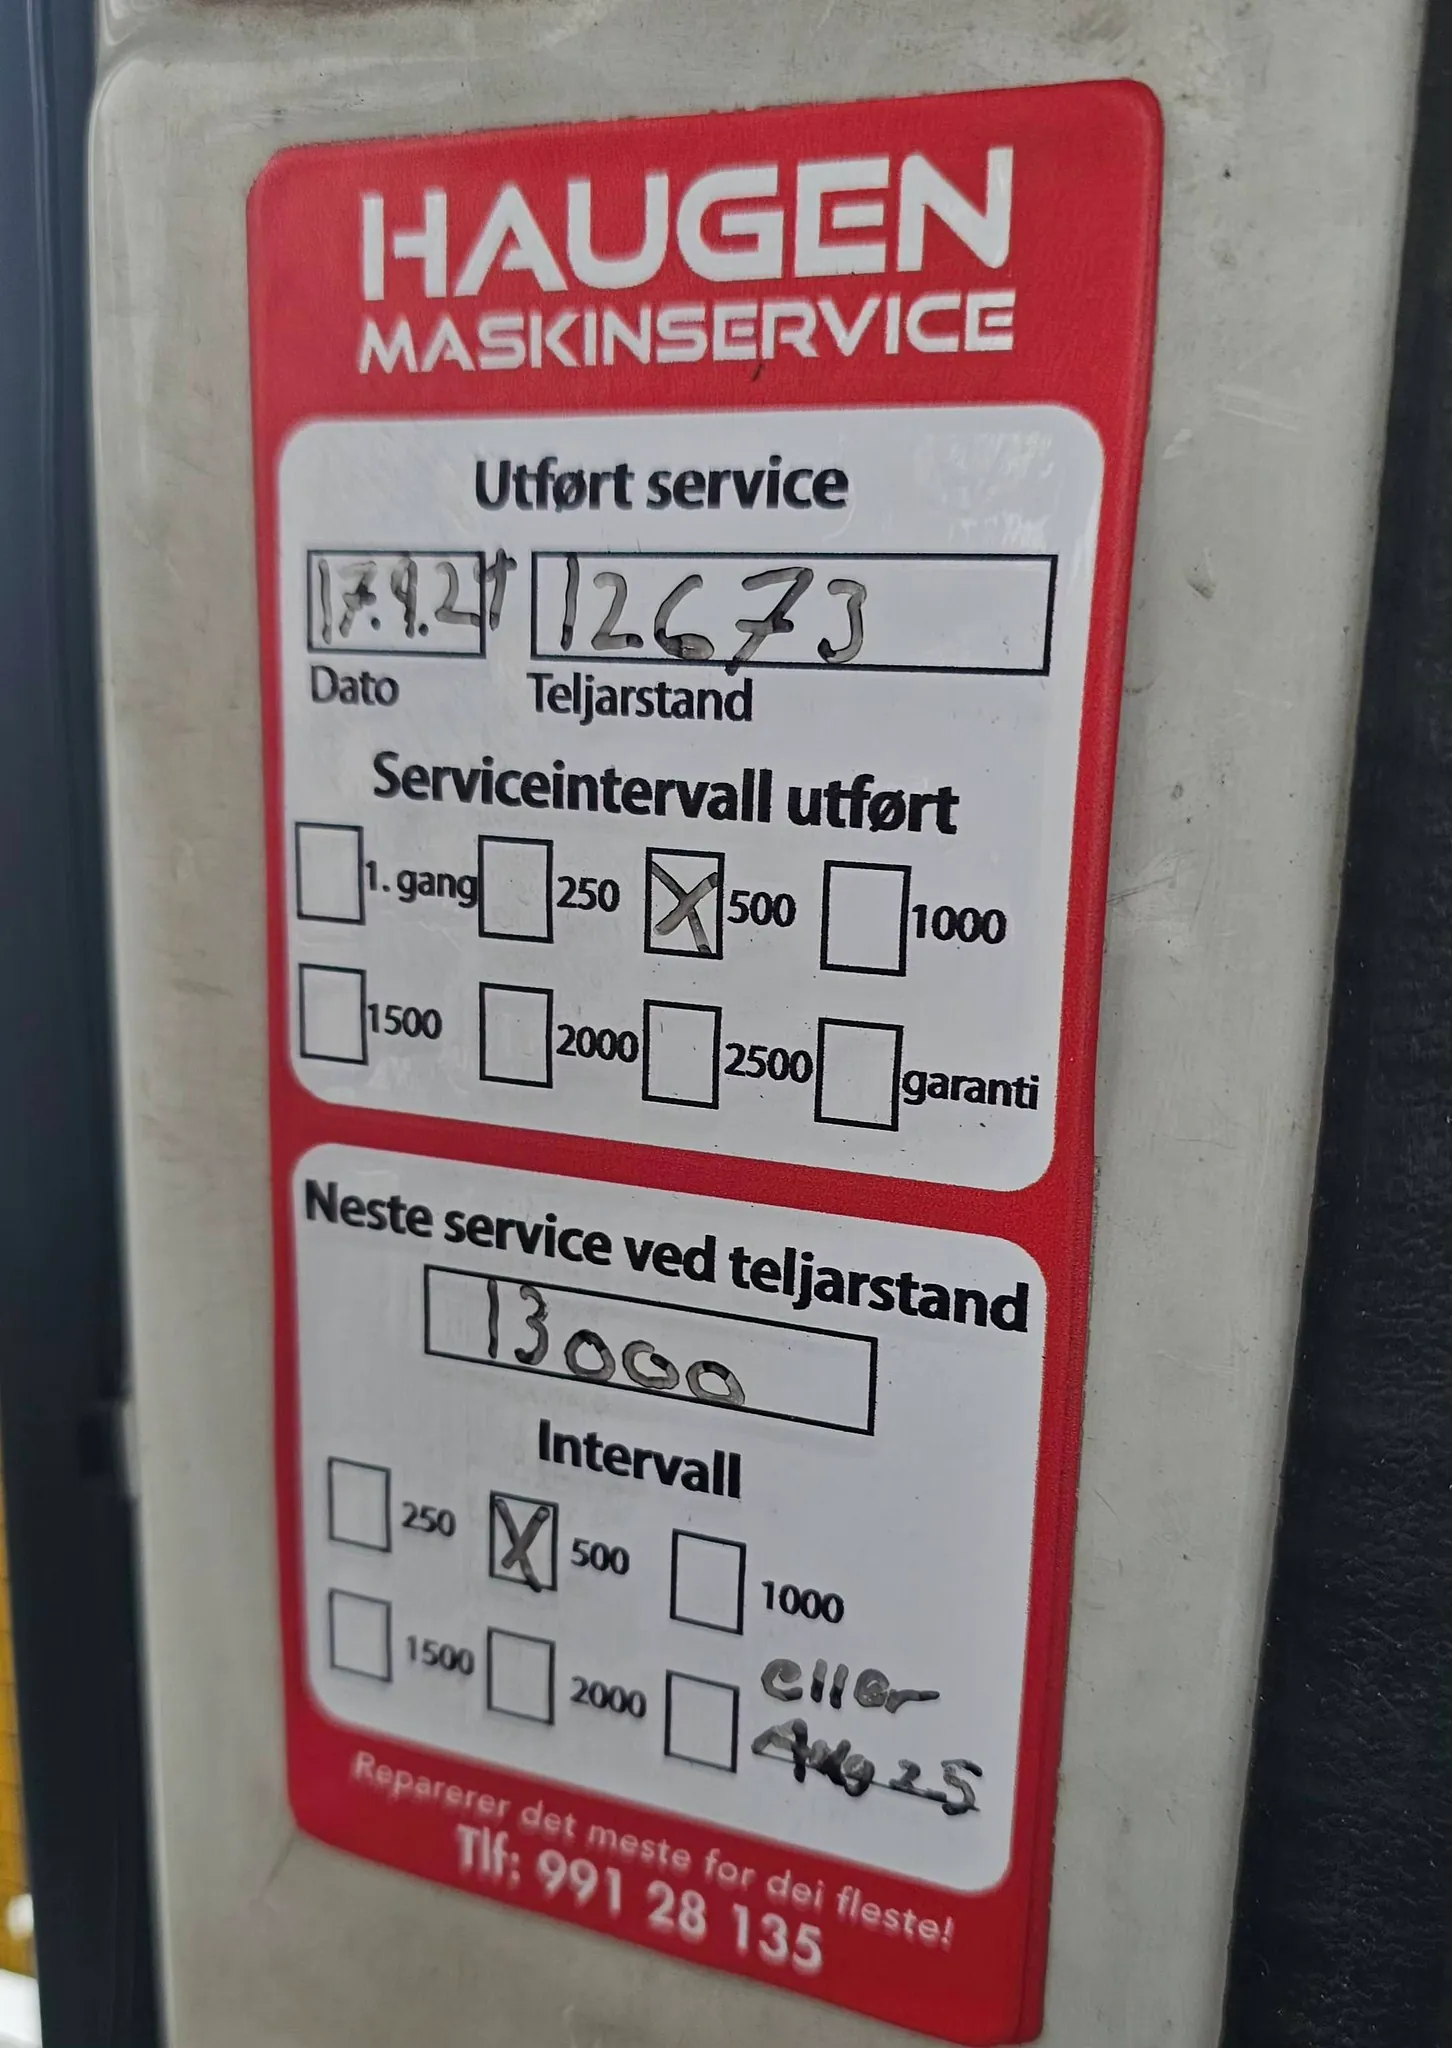 HAUGEN
MASKINSERVICE
Utført service
17.9.24 12673
Dato Teljarstand
Serviceintervall utført
1. gang 250 X 500 1000
1500 2000 2500 garanti
Neste service ved teljarstand
13000
Intervall
250 X 500 1000
1500 2000 eller
Aug 25
Reparerer det meste for dei fleste!
Tlf: 991 28 135